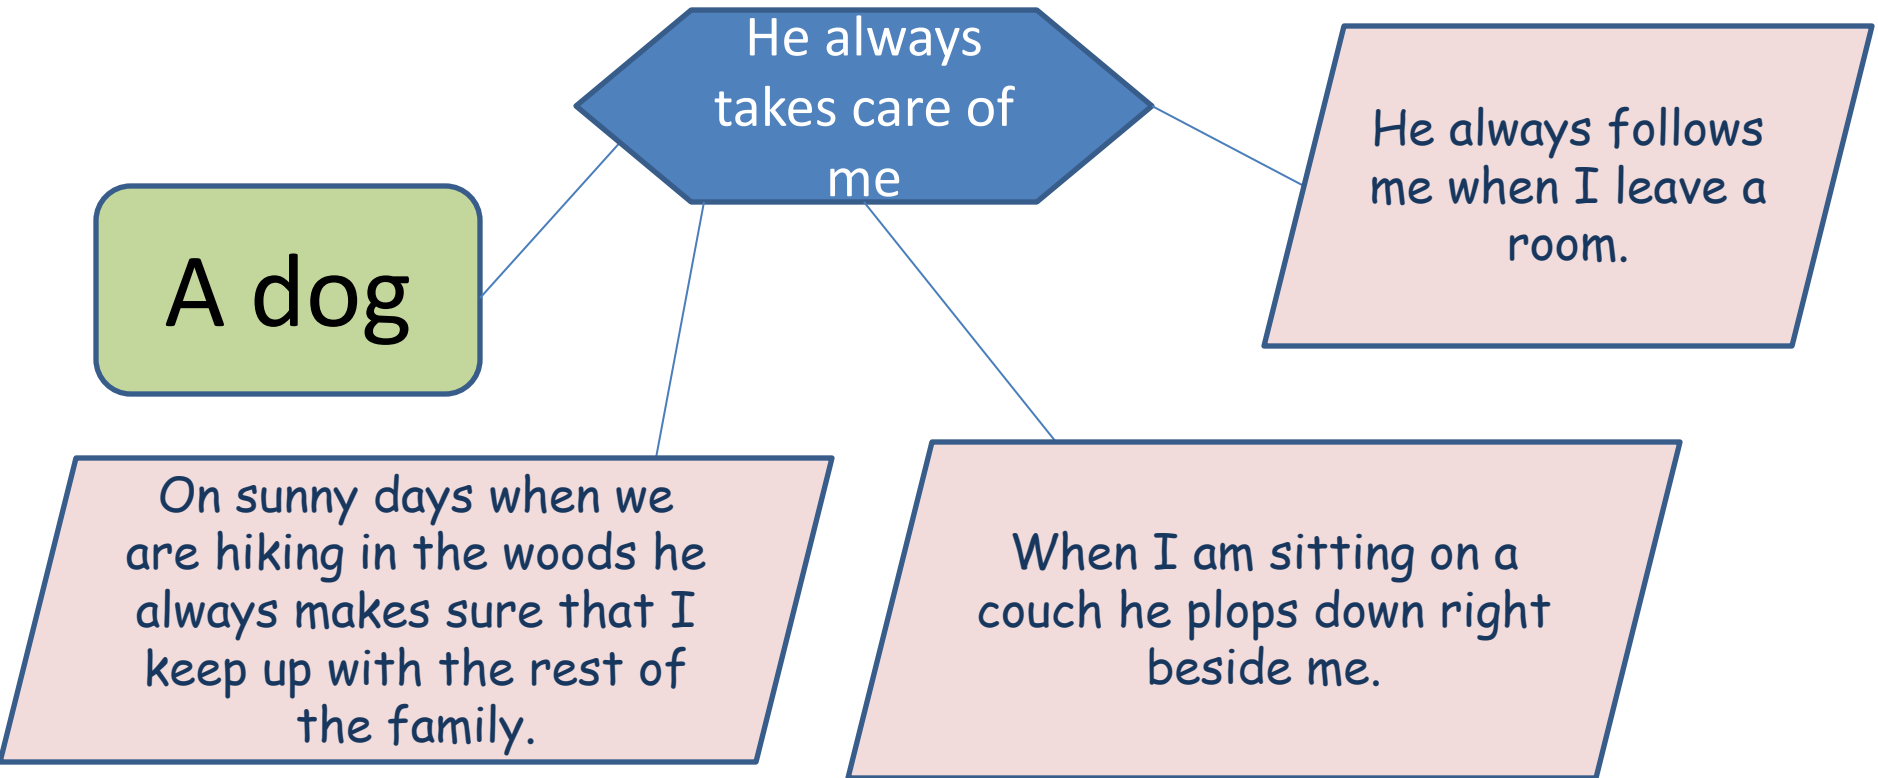 He always
takes care of
me
He always follows
me when I leave a
room.
A dog
On sunny days when we
are hiking in the woods he
always makes sure that I
keep up with the rest of
the family.
When I am sitting on a
couch he plops down right
beside me.